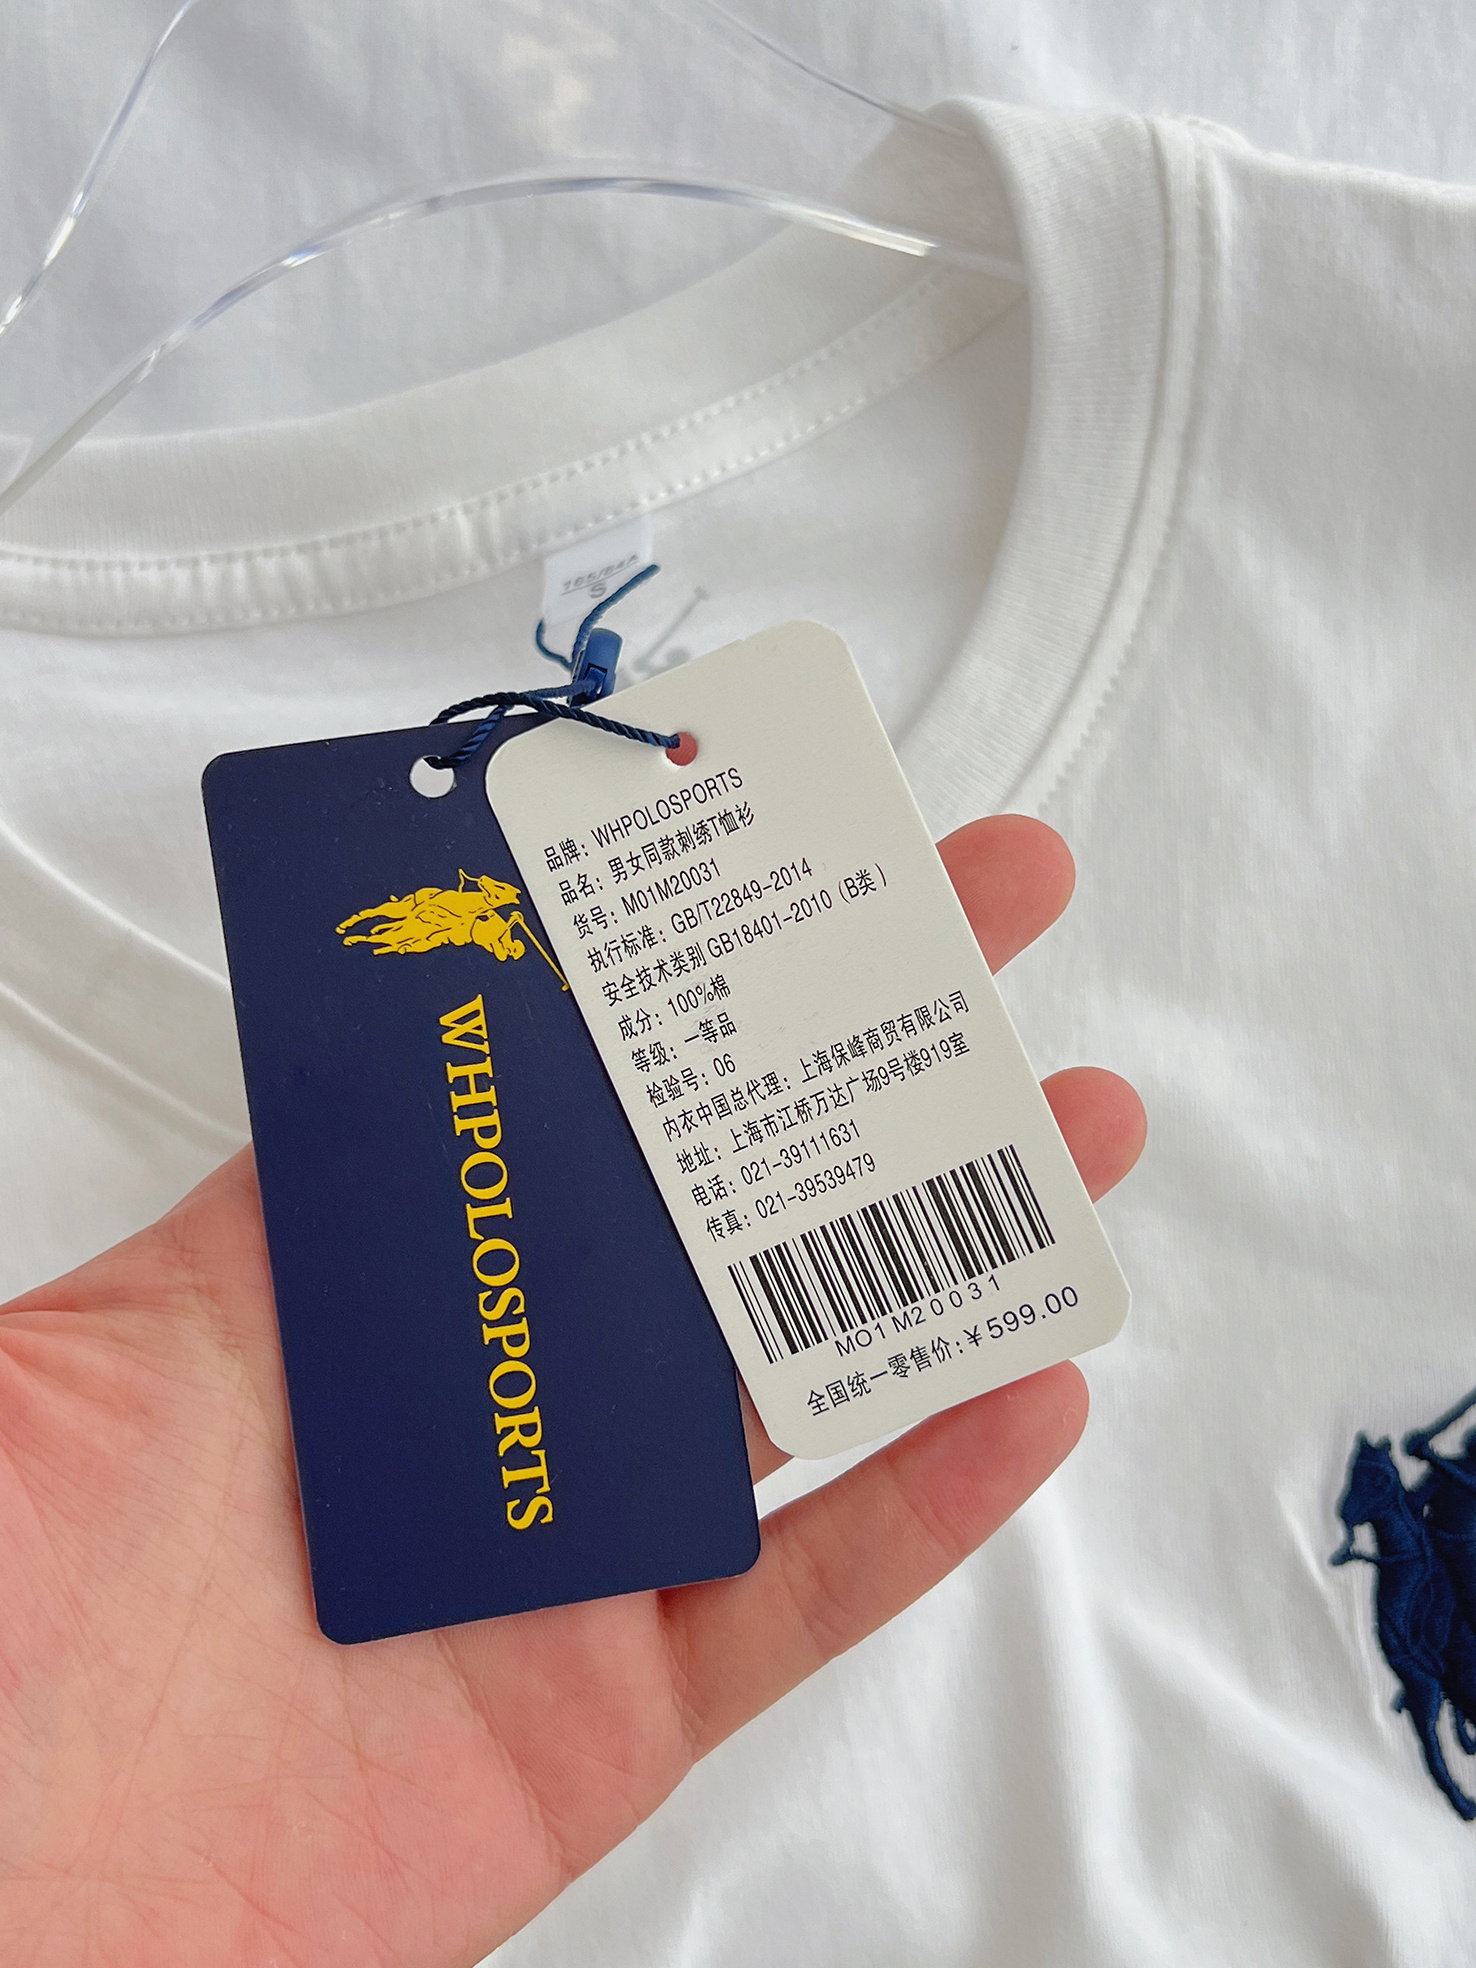 165/84A
S
WHPOLOSPORTS
品牌：WHPOLOSPORTS
品名：男女同款刺绣T恤衫
货号：M01M20031
执行标准：GB/T22849-2014
安全技术类别 GB18401-2010（B类）
成分：100%棉
等级：一等品
检验号：06
内衣中国总代理：上海保峰商贸有限公司
地址：上海市江桥万达广场9号楼919室
电话：021-39111631
传真：021-39539479
MO1 M2 0 0 3 1
全国统一零售价:¥599.00